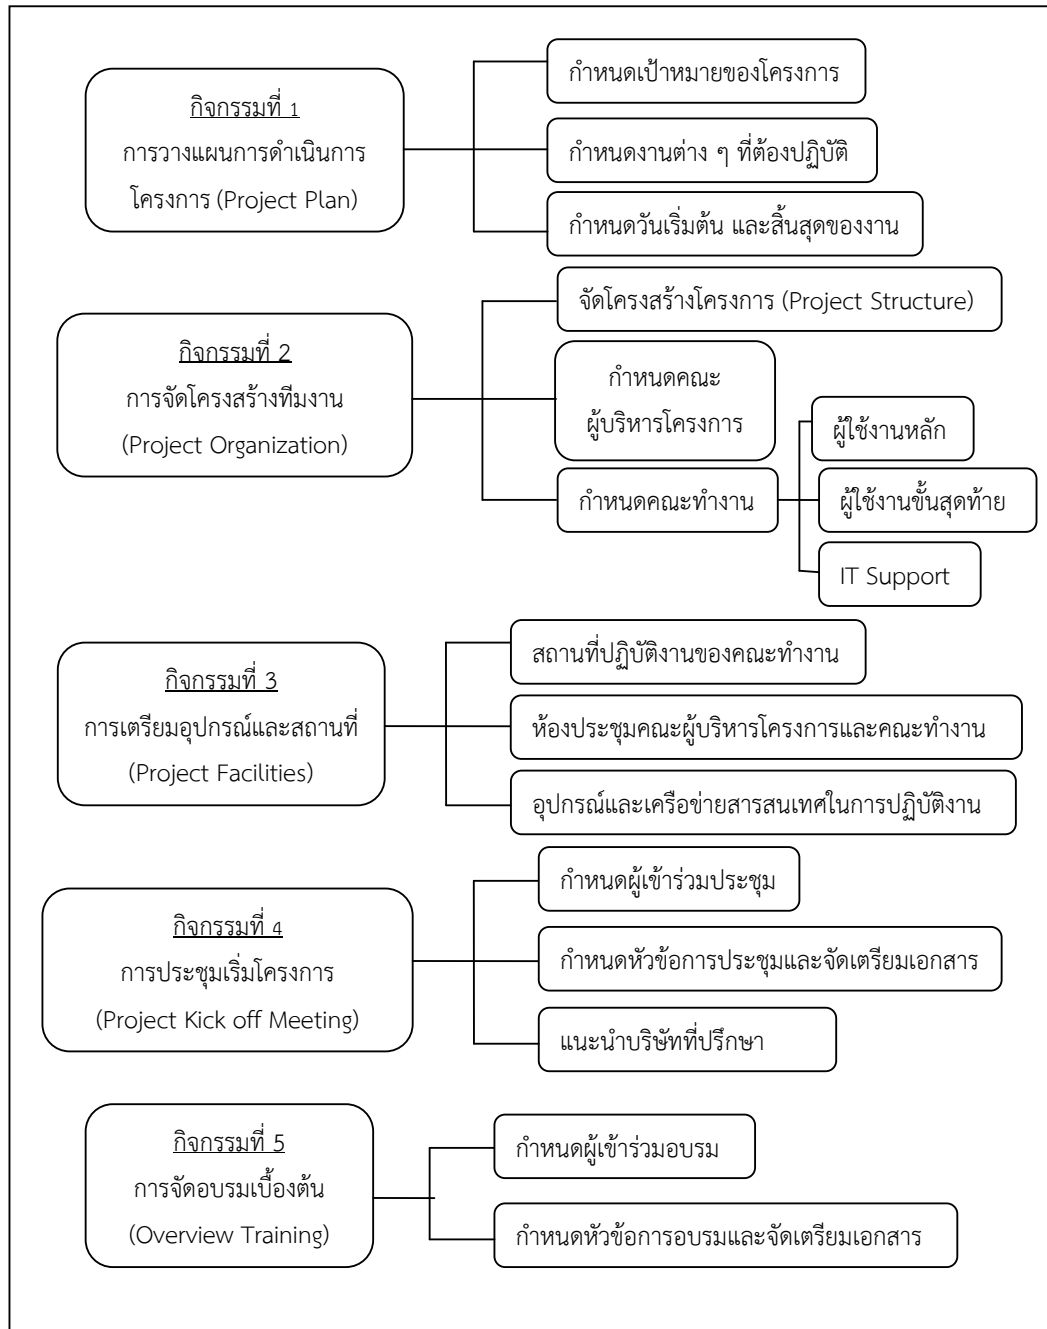 กิจกรรมที่ 1
การวางแผนการดำเนินการ
โครงการ (Project Plan)
กำหนดเป้าหมายของโครงการ
กำหนดงานต่าง ๆ ที่ต้องปฏิบัติ
กำหนดวันเริ่มต้น และสิ้นสุดของงาน
กิจกรรมที่ 2
การจัดโครงสร้างทีมงาน
(Project Organization)
จัดโครงสร้างโครงการ (Project Structure)
กำหนดคณะ
ผู้บริหารโครงการ
กำหนดคณะทำงาน
ผู้ใช้งานหลัก
ผู้ใช้งานขั้นสุดท้าย
IT Support
กิจกรรมที่ 3
การเตรียมอุปกรณ์และสถานที่
(Project Facilities)
สถานที่ปฏิบัติงานของคณะทำงาน
ห้องประชุมคณะผู้บริหารโครงการและคณะทำงาน
อุปกรณ์และเครือข่ายสารสนเทศในการปฏิบัติงาน
กิจกรรมที่ 4
การประชุมเริ่มโครงการ
(Project Kick off Meeting)
กำหนดผู้เข้าร่วมประชุม
กำหนดหัวข้อการประชุมและจัดเตรียมเอกสาร
แนะนำบริษัทที่ปรึกษา
กิจกรรมที่ 5
การจัดอบรมเบื้องต้น
(Overview Training)
กำหนดผู้เข้าร่วมอบรม
กำหนดหัวข้อการอบรมและจัดเตรียมเอกสาร